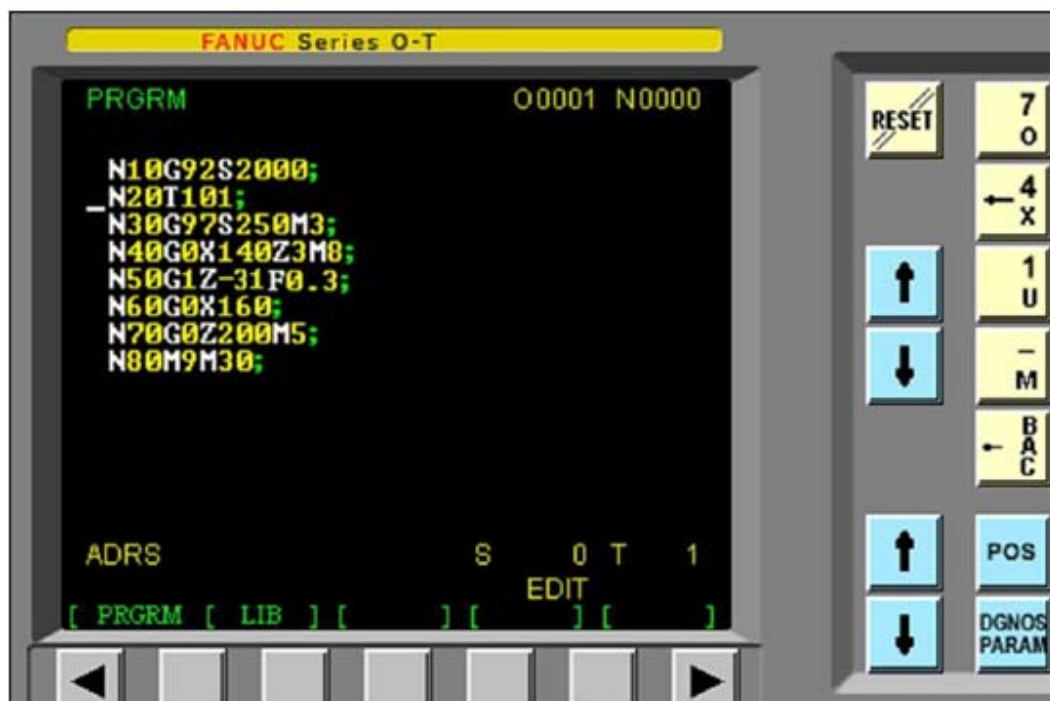 FANUC Series O-T
PRGRM O0001 N0000
N10G92S2000;
_N20T101;
N30G97S250M3;
N40G0X140Z3M8;
N50G1Z-31F0.3;
N60G0X160;
N70G0Z200M5;
N80M9M30;
ADRS S 0 T 1
EDIT
[ PRGRM [ LIB ] [ ] [ ] [ ]
RESET
7
O
4
X
1
U
–
M
B
A
C
POS
DGNOS
PARAM